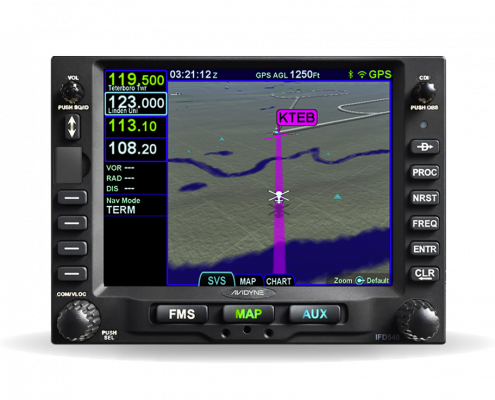 VOL
PUSH SQ/ID
119.500
Teterboro Twr
123.000
Linden Uni
113.10
108.20
VOR ---
RAD ---
DIS ---
Nav Mode
TERM
03:21:12z
GPS AGL 1250Ft
GPS
KTEB
SVS
MAP
CHART
Zoom
Default
CDI
PUSH OBS
D
PROC
NRST
FREQ
ENTR
CLR
COM/VLOC
PUSH
SEL
AVIDYNE
FMS
MAP
AUX
IFD540